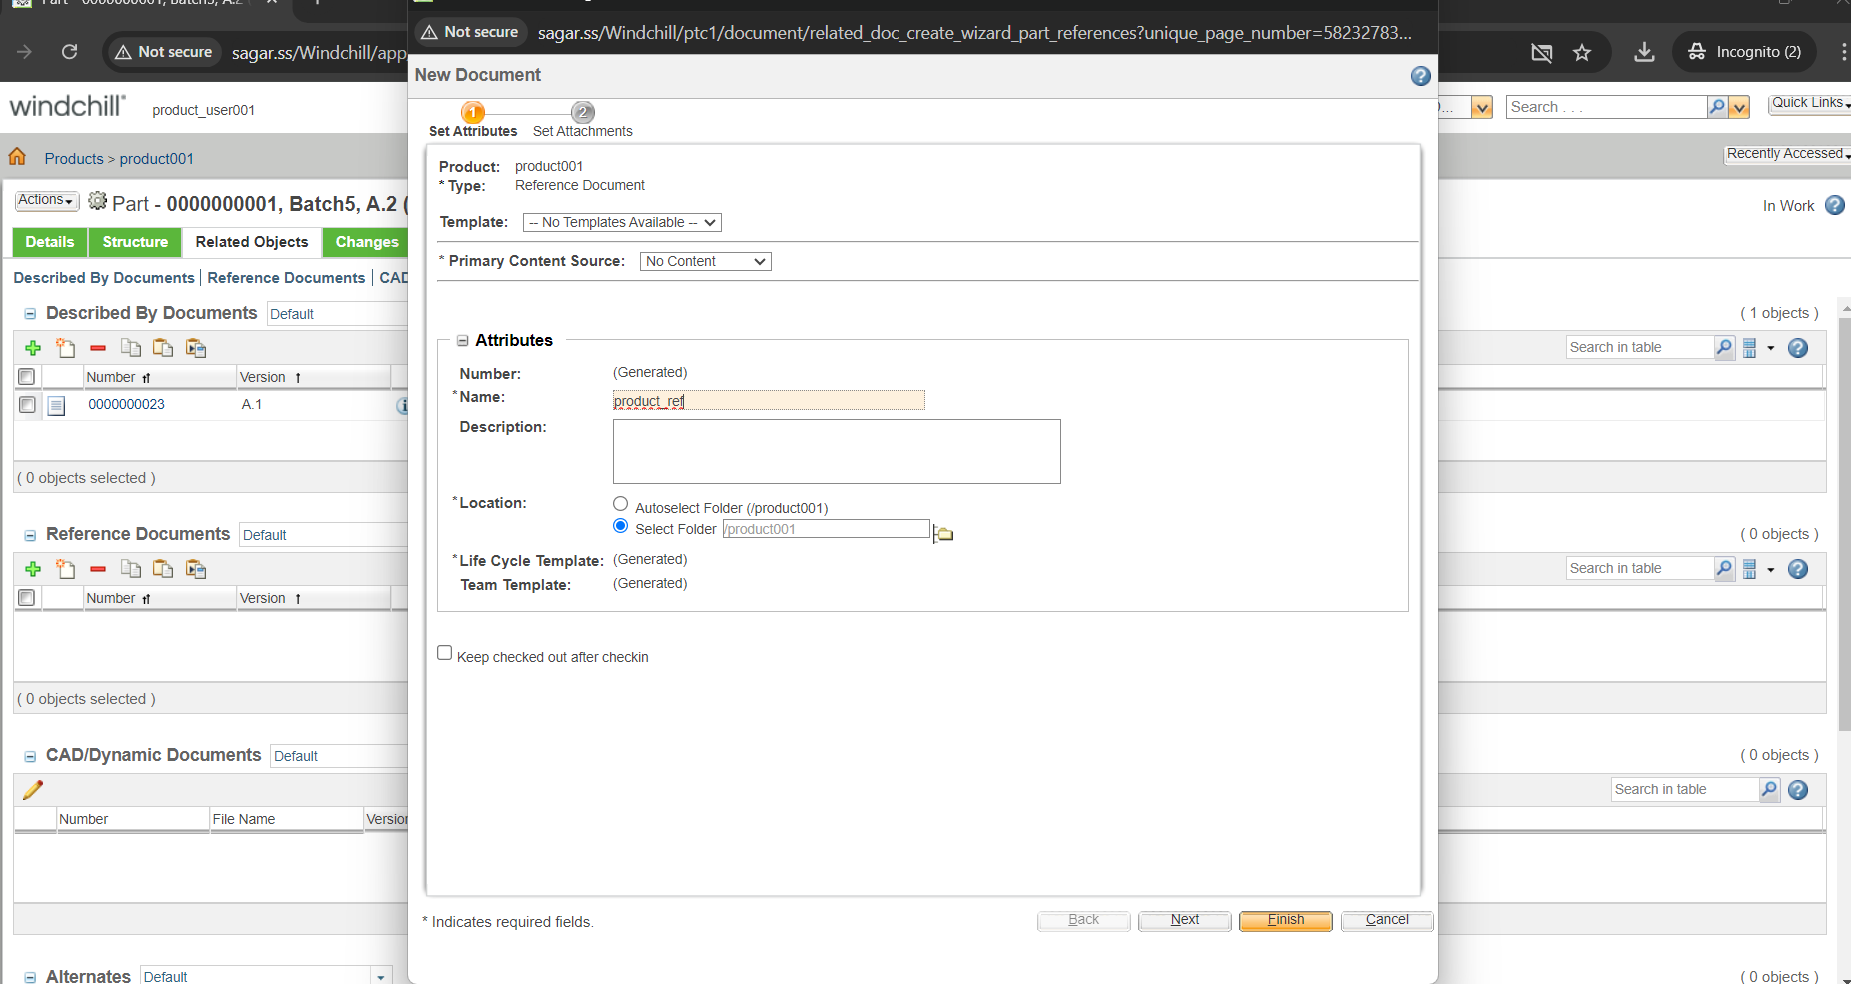 Not secure
sagar.ss/Windchill/app
Not secure
sagar.ss/Windchill/ptc1/document/related_doc_create_wizard_part_references?unique_page_number=58232783...
Incognito (2)
windchill
product_user001
Search . . .
Quick Links
Products > product001
Recently Accessed
Actions
Part - 0000000001, Batch5, A.2 (
In Work
Details
Structure
Related Objects
Changes
Described By Documents
Reference Documents
CAD
Described By Documents
Default
( 1 objects )
Search in table
Number
Version
0000000023
A.1
( 0 objects selected )
Reference Documents
Default
( 0 objects )
Search in table
Number
Version
( 0 objects selected )
CAD/Dynamic Documents
Default
( 0 objects )
Search in table
Number
File Name
Version
Alternates
Default
( 0 objects )
New Document
1
2
Set Attributes
Set Attachments
Product: product001
* Type: Reference Document
Template: -- No Templates Available --
* Primary Content Source: No Content
Attributes
Number: (Generated)
*Name: product_ref
Description:
*Location:
Autoselect Folder (/product001)
Select Folder /product001
*Life Cycle Template: (Generated)
Team Template: (Generated)
Keep checked out after checkin
* Indicates required fields.
Back
Next
Finish
Cancel